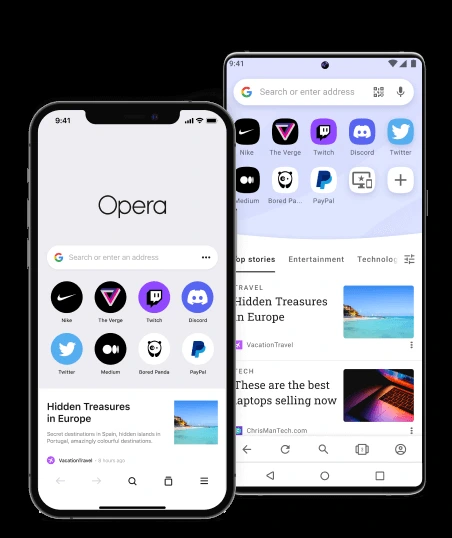 9:41
Opera
Search or enter an address
Nike The Verge Twitch Discord
Twitter Medium Bored Panda PayPal
Hidden Treasures
in Europe
Secret destinations in Spain, hidden islands in
Portugal, amazingly colourful destinations.
VacationTravel - 9 hours ago
9:41
Search or enter address
Nike The Verge Twitch Discord Twitter
Medium Bored Pa... PayPal
op stories Entertainment Technolog
TRAVEL
Hidden Treasures
in Europe
VacationTravel
TECH
These are the best
laptops selling now
ChrisManTech.com